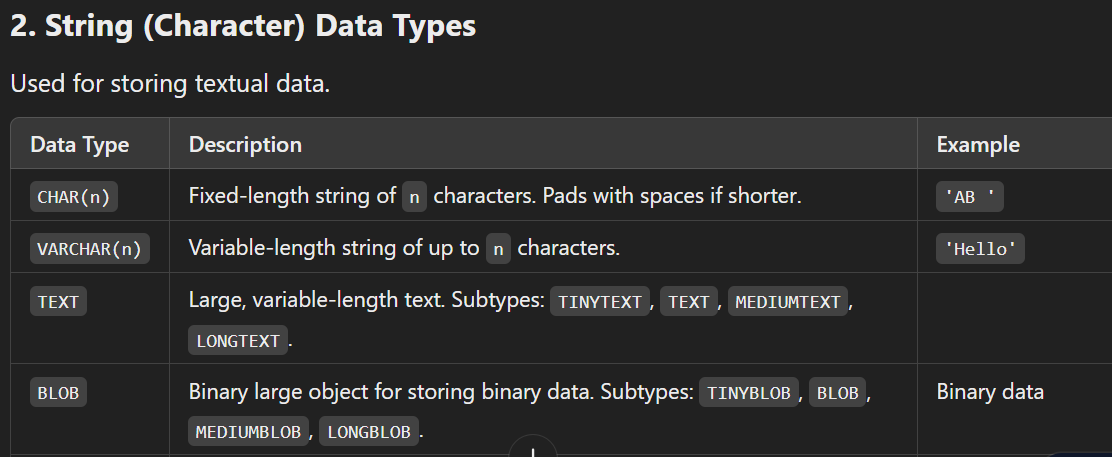 2. String (Character) Data Types
Used for storing textual data.
Data Type Description Example
CHAR(n) Fixed-length string of n characters. Pads with spaces if shorter. 'AB '
VARCHAR(n) Variable-length string of up to n characters. 'Hello'
TEXT Large, variable-length text. Subtypes: TINYTEXT, TEXT, MEDIUMTEXT,
LONGTEXT.
BLOB Binary large object for storing binary data. Subtypes: TINYBLOB, BLOB, Binary data
MEDIUMBLOB, LONGBLOB.